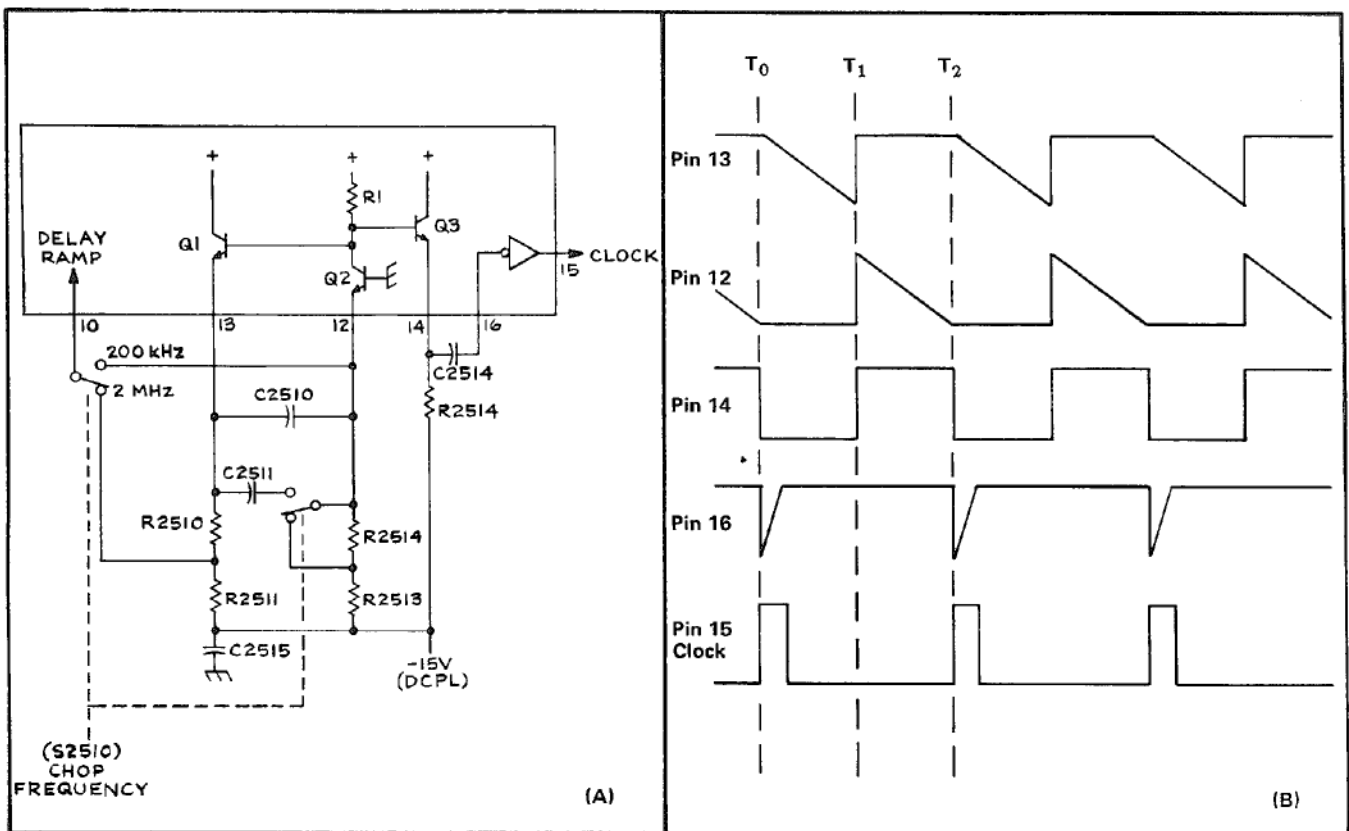 +
+
+
R1
Q3
Q1
Q2
DELAY
RAMP
CLOCK
15
10
13
12
14
16
200 kHz
2 MHz
C2510
C2514
R2514
C2511
R2510
R2514
R2511
R2513
C2515
-15V
(DCPL)
(S2510)
CHOP
FREQUENCY
(A)
T0
T1
T2
Pin 13
Pin 12
Pin 14
Pin 16
Pin 15
Clock
(B)